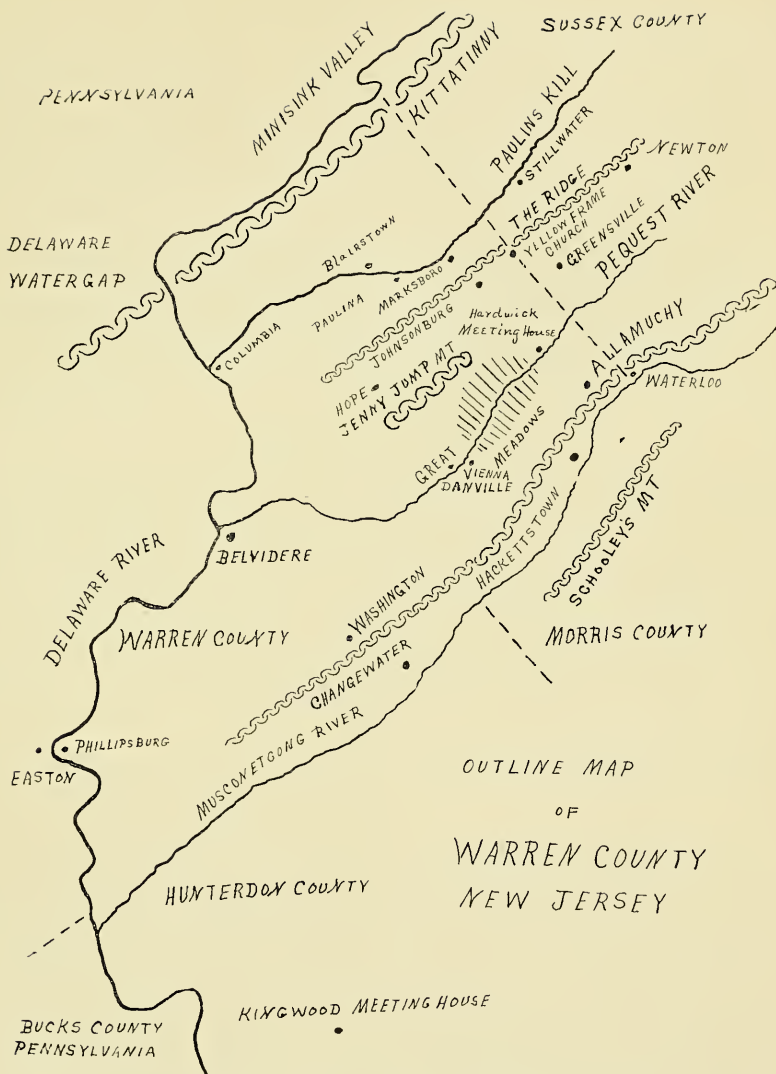 SUSSEX COUNTY
PENNSYLVANIA
MINISINK VALLEY
KITTATINNY
PAULINS KILL
STILLWATER
NEWTON
THE RIDGE
YELLOW FRAME
CHURCH
GREENSVILLE
PEQUEST RIVER
DELAWARE
WATERGAP
Blairstown
MARKSBORO
PAULINA
COLUMBIA
JOHNSONBURG
Hardwick
MEETING HOUSE
ALLAMUCHY
WATERLOO
HOPE
JENNY JUMP MT
GREAT
MEADOWS
VIENNA
DANVILLE
HACKETTSTOWN
SCHOOLEY'S MT
BELVIDERE
DELAWARE RIVER
WASHINGTON
WARREN COUNTY
MORRIS COUNTY
CHANGEWATER
PHILLIPSBURG
EASTON
MUSCONETGONG RIVER
OUTLINE MAP
OF
WARREN COUNTY
NEW JERSEY
HUNTERDON COUNTY
KINGWOOD MEETING HOUSE
BUCKS COUNTY
PENNSYLVANIA